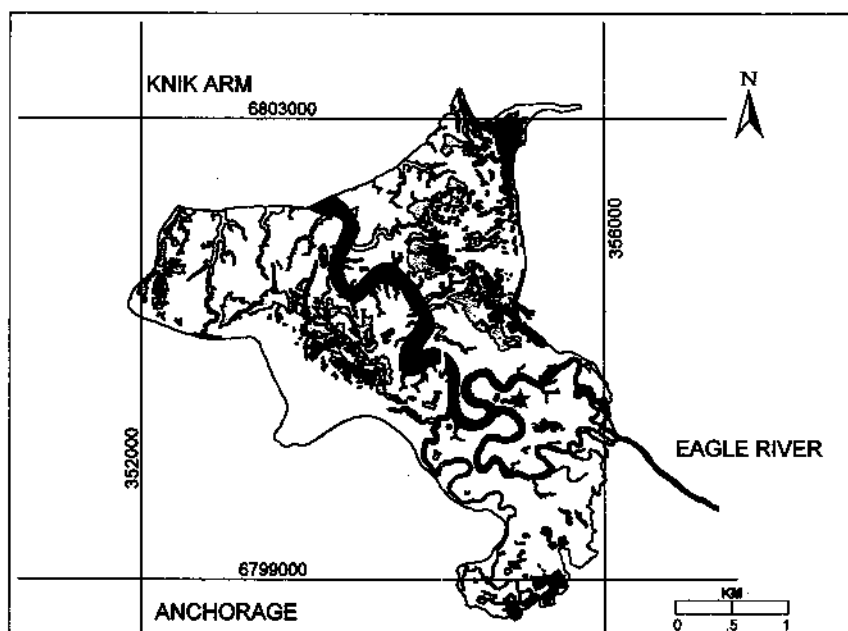 KNIK ARM
6803000
N
356000
352000
EAGLE RIVER
6799000
KM
0 .5 1
ANCHORAGE